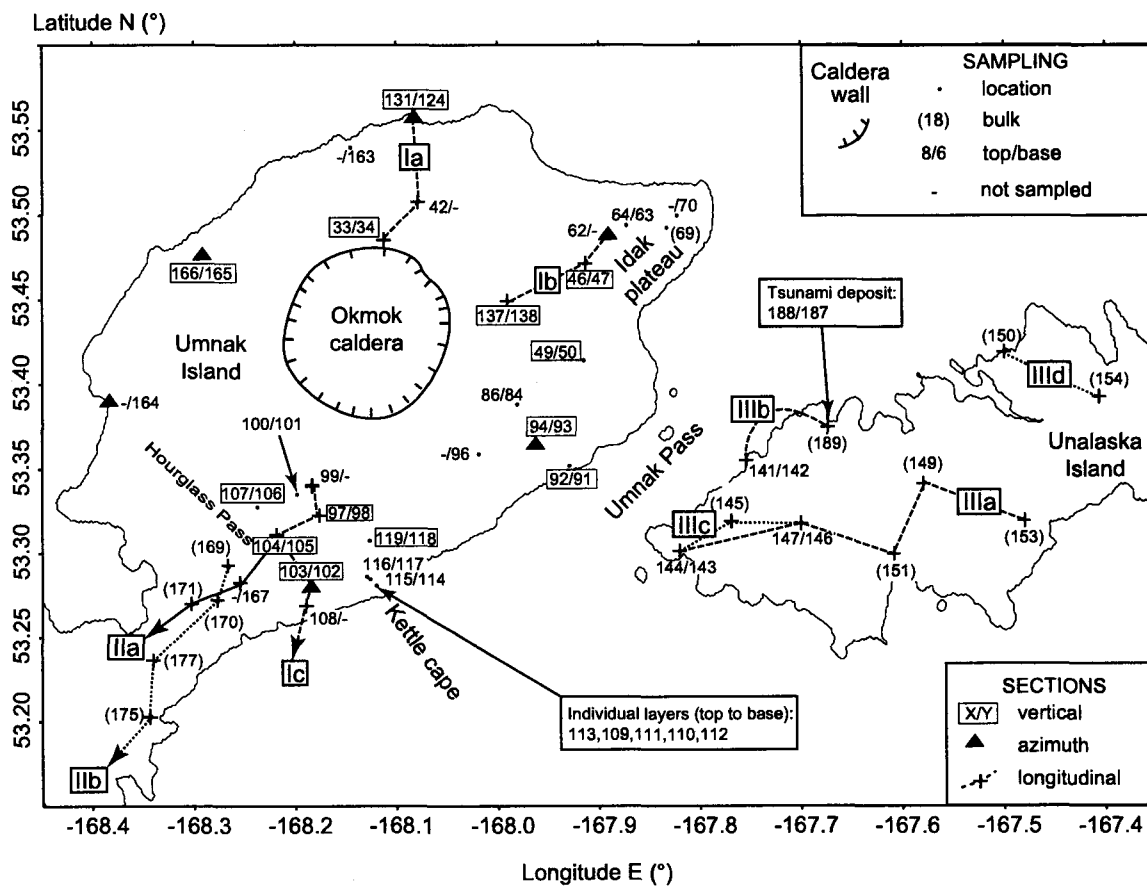 Latitude N (°)
53.55
53.50
53.45
53.40
53.35
53.30
53.25
53.20
-168.4
-168.3
-168.2
-168.1
-168.0
-167.9
-167.8
-167.7
-167.6
-167.5
-167.4
Longitude E (°)
Caldera
wall
SAMPLING
location
(18) bulk
8/6 top/base
- not sampled
131/124
-/163
Ia
42/-
33/34
166/165
Okmok
caldera
Umnak
Island
-/164
62/-
64/63
-/70
(69)
Idak
plateau
Ib
46/47
137/138
49/50
86/84
94/93
-/96
92/91
Umnak Pass
100/101
99/-
Hourglass Pass
107/106
97/98
104/105
119/118
116/117
115/114
103/102
108/-
Ic
Kettle cape
(169)
(171)
-/167
(170)
IIa
(177)
(175)
IIb
Tsunami deposit:
188/187
IIIb
(189)
141/142
(150)
IIId
(154)
Unalaska
Island
(149)
IIIa
(153)
(145)
IIIc
147/146
144/143
(151)
Individual layers (top to base):
113,109,111,110,112
SECTIONS
X/Y vertical
azimuth
longitudinal